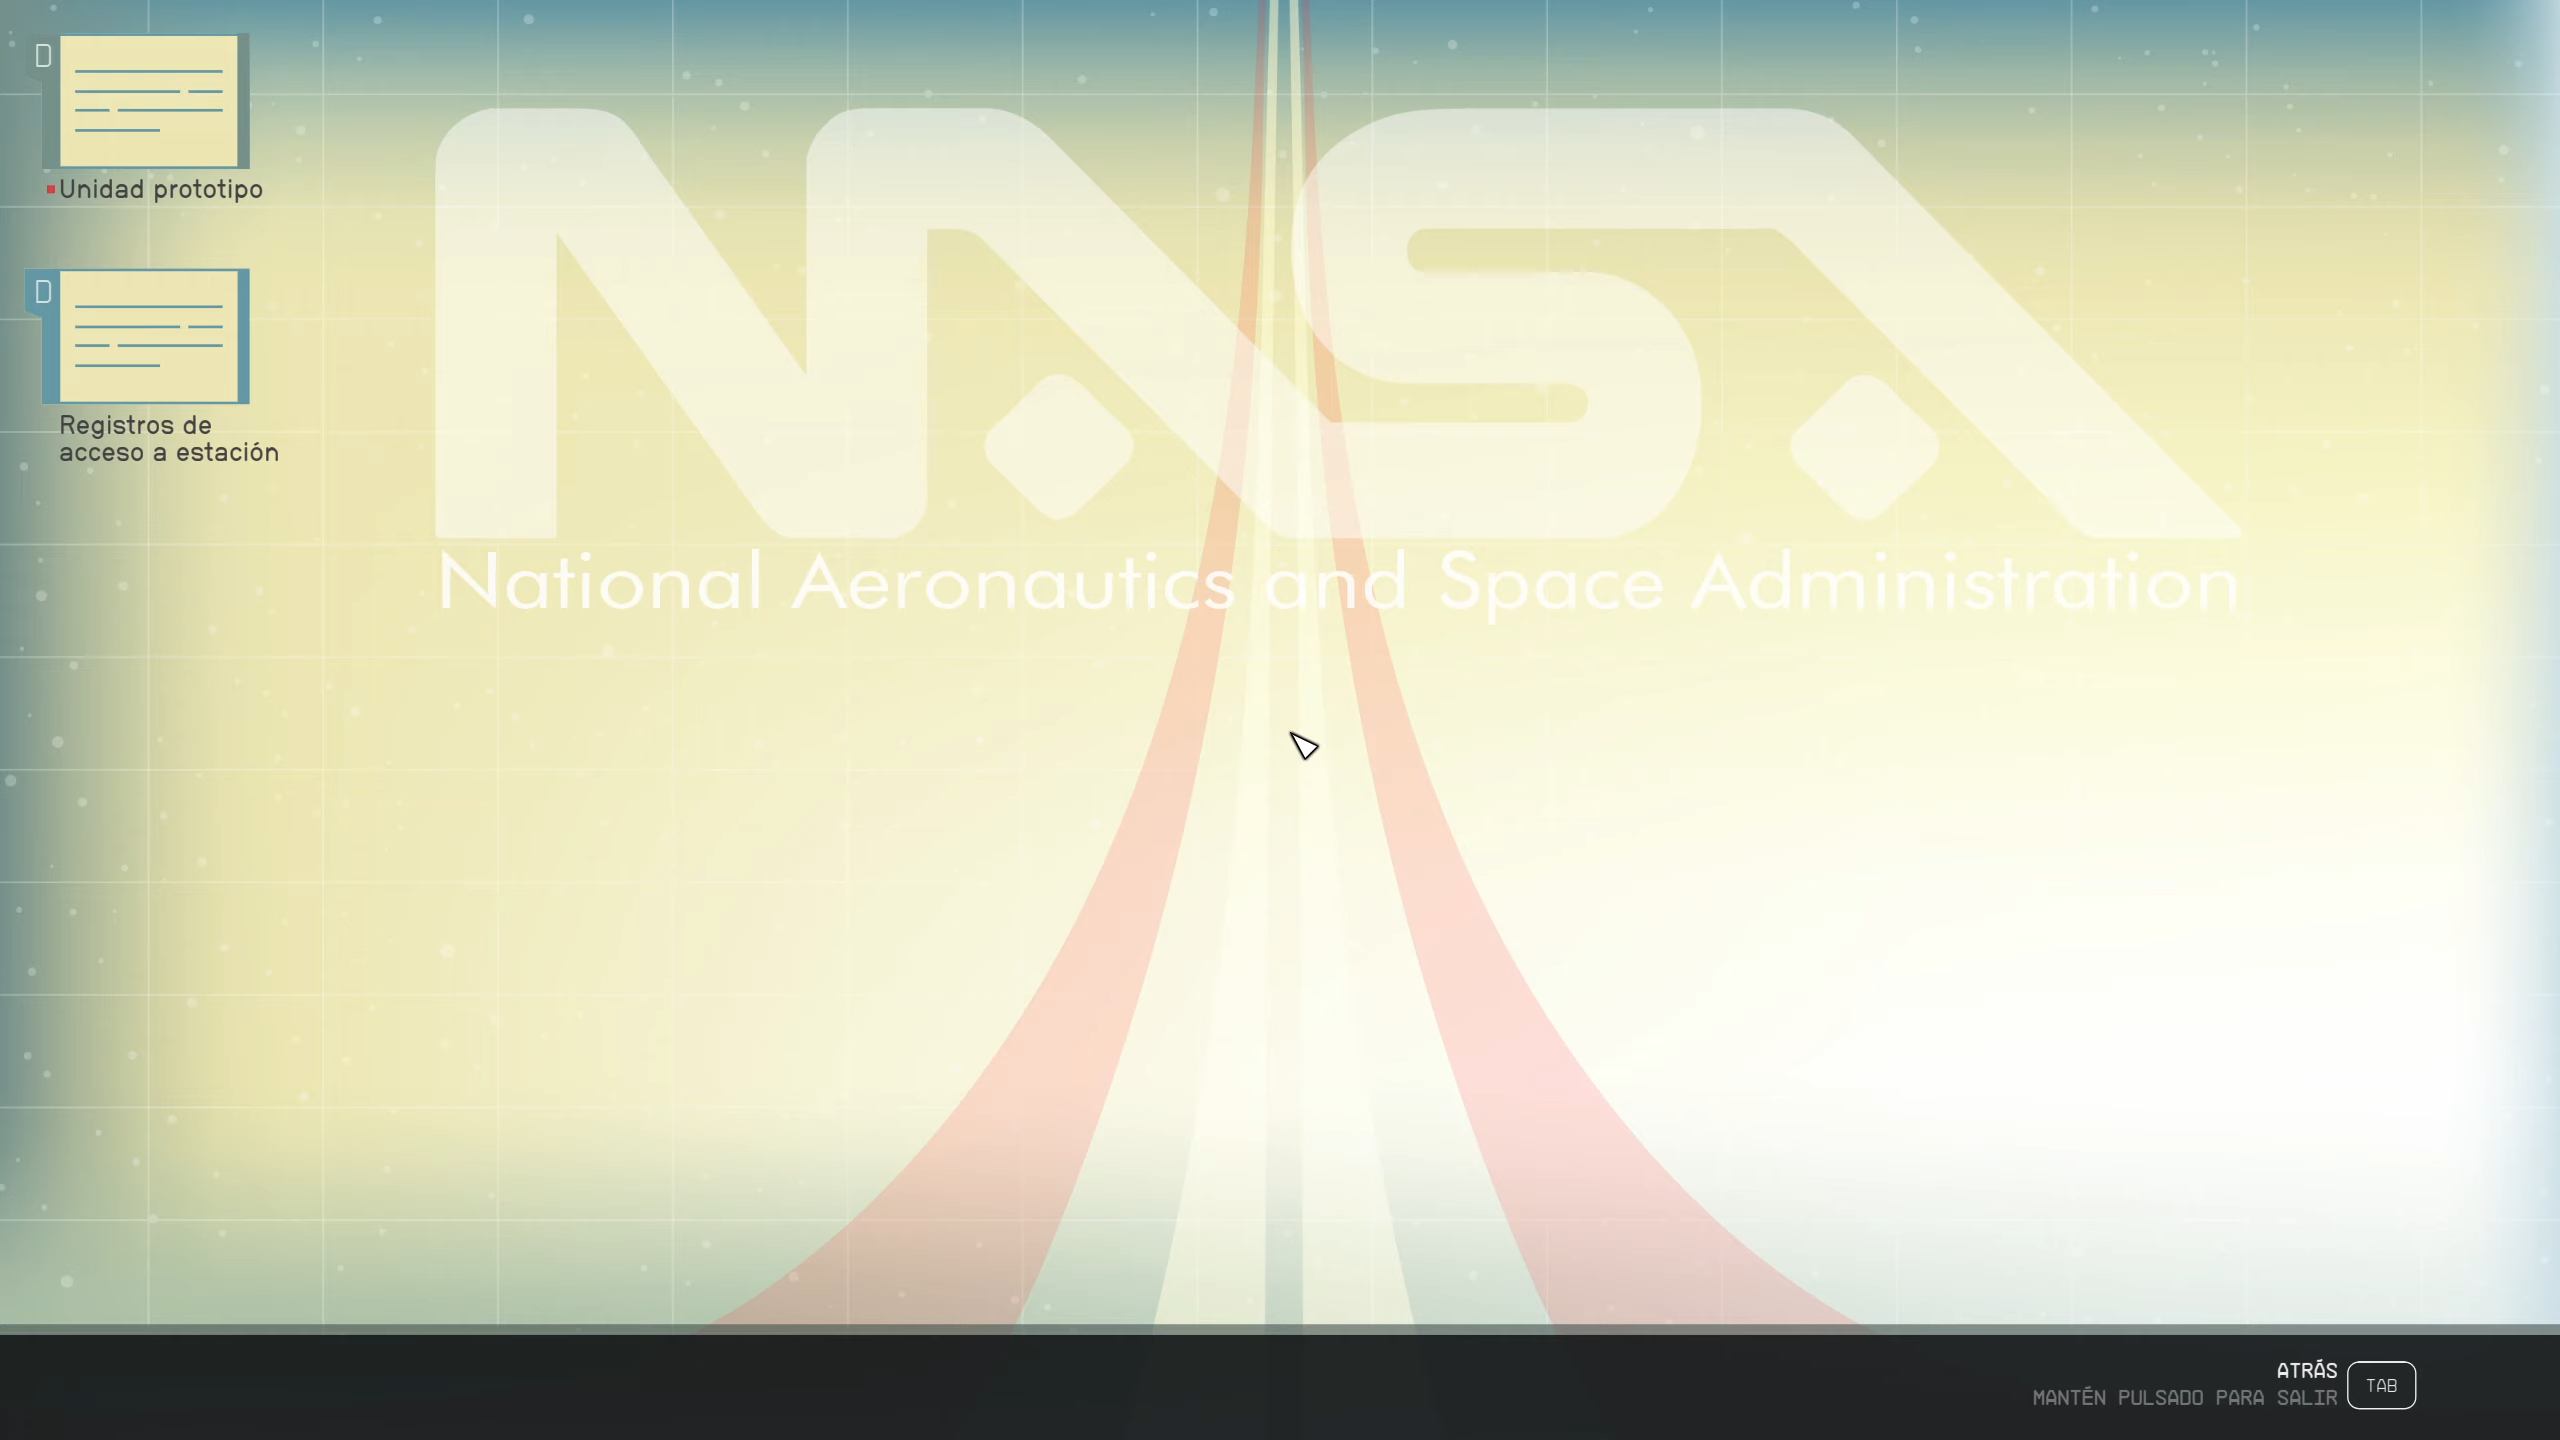 D
Unidad prototipo
D
Registros de
acceso a estación
NASA
National Aeronautics and Space Administration
ATRÁS
MANTÉN PULSADO PARA SALIR
TAB